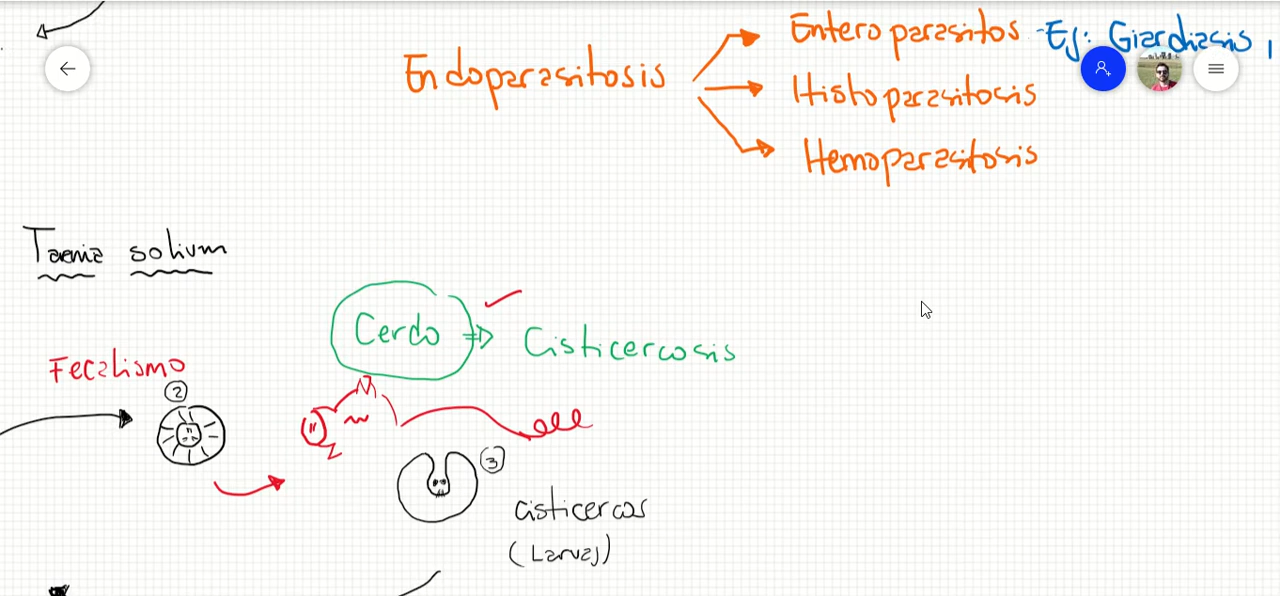 Enteroparasitos - Ej: Giardiasis,
Endoparasitosis
Histoparasitosis
Hemoparasitosis
Taenia solium
Cerdo ⇒ Cisticercosis
Fecalismo
2
3
cisticercos
(Larvas)